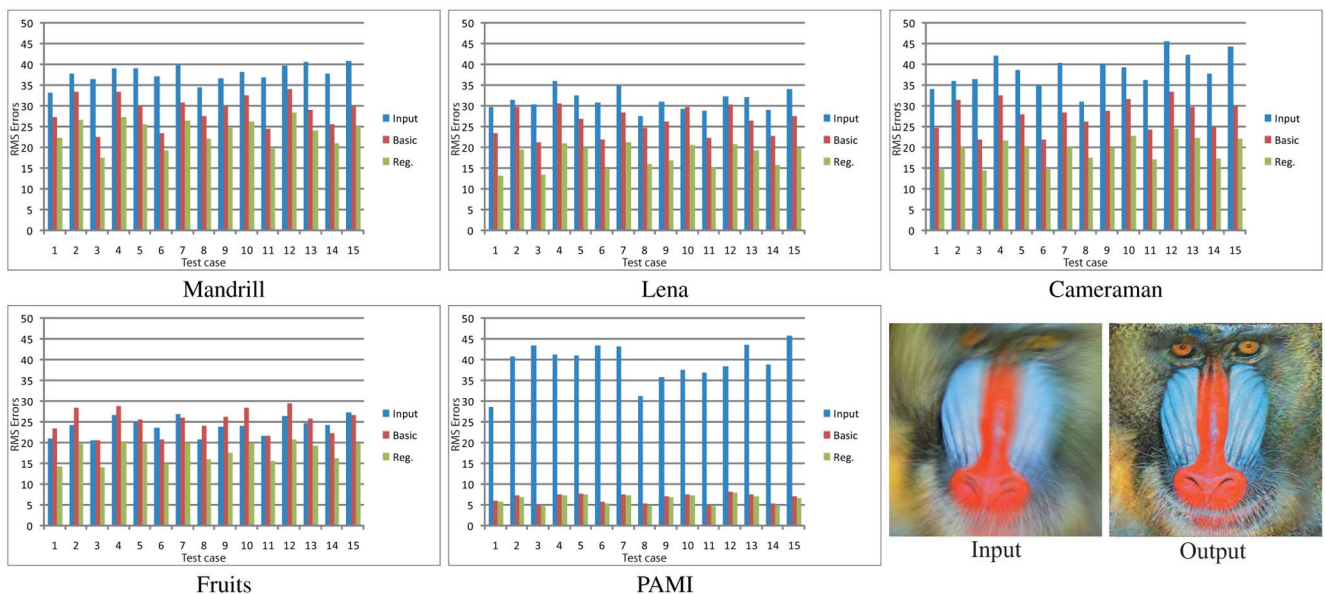 50
45
40
35
30
25
20
15
10
5
0
RMS Errors
1 2 3 4 5 6 7 8 9 10 11 12 13 14 15
Test case
Input
Basic
Reg.
Mandrill
50
45
40
35
30
25
20
15
10
5
0
RMS Errors
1 2 3 4 5 6 7 8 9 10 11 12 13 14 15
Test case
Input
Basic
Reg.
Lena
50
45
40
35
30
25
20
15
10
5
0
RMS Errors
1 2 3 4 5 6 7 8 9 10 11 12 13 14 15
Test case
Input
Basic
Reg.
Cameraman
50
45
40
35
30
25
20
15
10
5
0
RMS Errors
1 2 3 4 5 6 7 8 9 10 11 12 13 14 15
Test case
Input
Basic
Reg.
Fruits
50
45
40
35
30
25
20
15
10
5
0
RMS Errors
1 2 3 4 5 6 7 8 9 10 11 12 13 14 15
Test case
Input
Basic
Reg.
PAMI
Input
Output